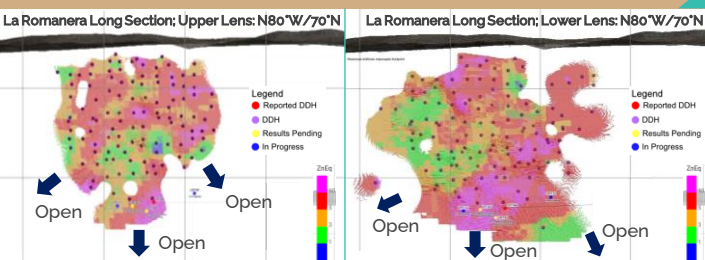 La Romanera Long Section; Upper Lens: N80°W/70°N
Legend
Reported DDH
DDH
Results Pending
In Progress
ZnEq
Open
Open
Open
La Romanera Long Section; Lower Lens: N80°W/70°N
Legend
Reported DDH
DDH
Results Pending
In Progress
ZnEq
Open
Open
Open